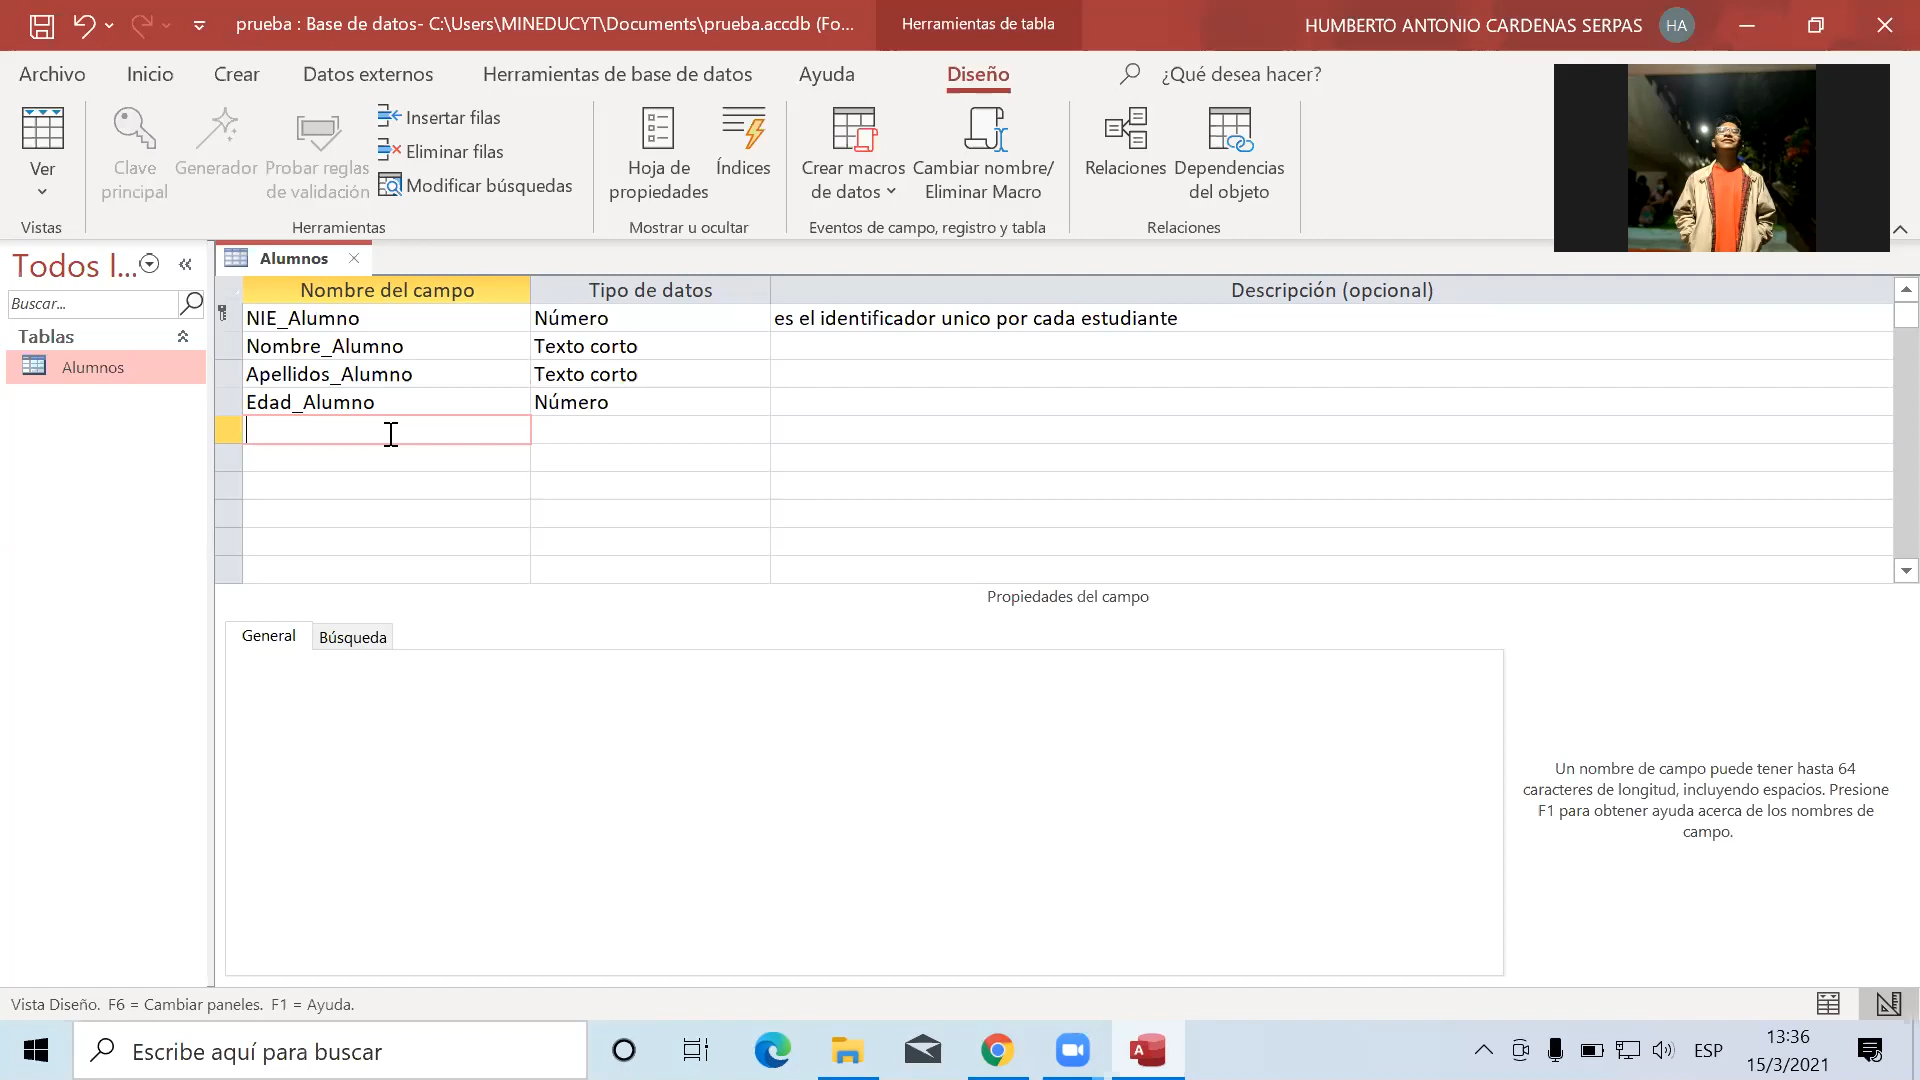 prueba : Base de datos- C:\Users\MINEDUCYT\Documents\prueba.accdb (Fo...
Herramientas de tabla
HUMBERTO ANTONIO CARDENAS SERPAS
HA
Archivo
Inicio
Crear
Datos externos
Herramientas de base de datos
Ayuda
Diseño
¿Qué desea hacer?
Ver
Clave
principal
Generador
Probar reglas
de validación
Insertar filas
Eliminar filas
Modificar búsquedas
Hoja de
propiedades
Índices
Crear macros
de datos
Cambiar nombre/
Eliminar Macro
Relaciones
Dependencias
del objeto
Vistas
Herramientas
Mostrar u ocultar
Eventos de campo, registro y tabla
Relaciones
Todos l...
Buscar...
Tablas
Alumnos
Alumnos
Nombre del campo
Tipo de datos
Descripción (opcional)
NIE_Alumno
Número
es el identificador unico por cada estudiante
Nombre_Alumno
Texto corto
Apellidos_Alumno
Texto corto
Edad_Alumno
Número
Propiedades del campo
General
Búsqueda
Un nombre de campo puede tener hasta 64
caracteres de longitud, incluyendo espacios. Presione
F1 para obtener ayuda acerca de los nombres de
campo.
Vista Diseño.  F6 = Cambiar paneles.  F1 = Ayuda.
Escribe aquí para buscar
ESP
13:36
15/3/2021